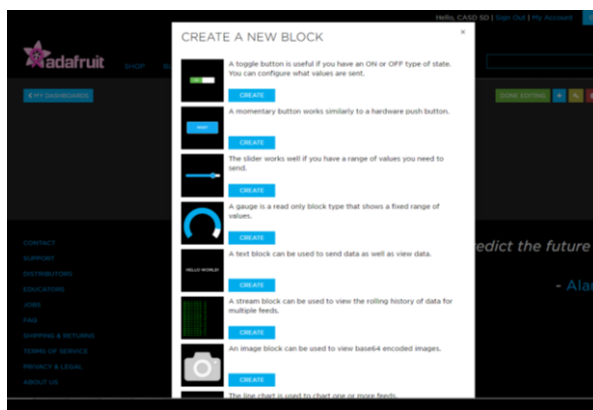 Hello, CASD SD | Sign Out | My Account
adafruit
SHOP
< MY DASHBOARDS
DONE EDITING
CREATE A NEW BLOCK
×
A toggle button is useful if you have an ON or OFF type of state.
You can configure what values are sent.
CREATE
A momentary button works similarly to a hardware push button.
CREATE
The slider works well if you have a range of values you need to
send.
CREATE
A gauge is a read only block type that shows a fixed range of
values.
CREATE
HELLO WORLD!
A text block can be used to send data as well as view data.
CREATE
A stream block can be used to view the rolling history of data for
multiple feeds.
CREATE
An image block can be used to view base64 encoded images.
CREATE
The line chart is used to chart one or more feeds.
CONTACT
SUPPORT
DISTRIBUTORS
EDUCATORS
JOBS
FAQ
SHIPPING & RETURNS
TERMS OF SERVICE
PRIVACY & LEGAL
ABOUT US
edict the future
- Ala